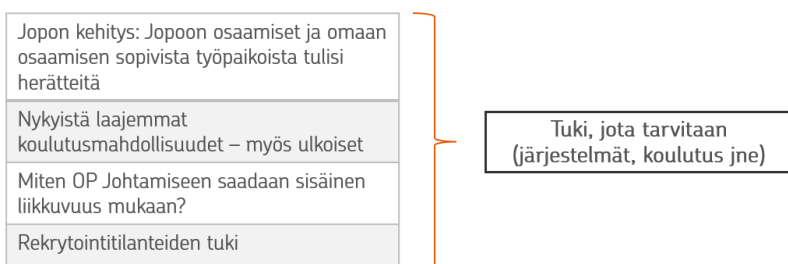 Jopon kehitys: Jopoon osaamiset ja omaan
osaamisen sopivista työpaikoista tulisi
herätteitä
Nykyistä laajemmat
koulutusmahdollisuudet – myös ulkoiset
Miten OP Johtamiseen saadaan sisäinen
liikkuvuus mukaan?
Rekrytointitilanteiden tuki
Tuki, jota tarvitaan
(järjestelmät, koulutus jne)